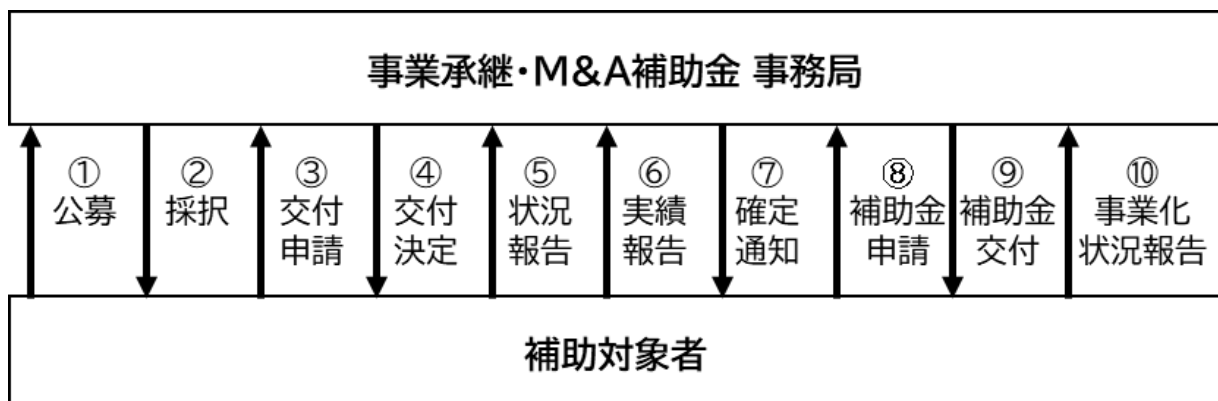 事業承継・M&A補助金 事務局
①
公募
②
採択
③
交付
申請
④
交付
決定
⑤
状況
報告
⑥
実績
報告
⑦
確定
通知
⑧
補助金
申請
⑨
補助金
交付
⑩
事業化
状況報告
補助対象者